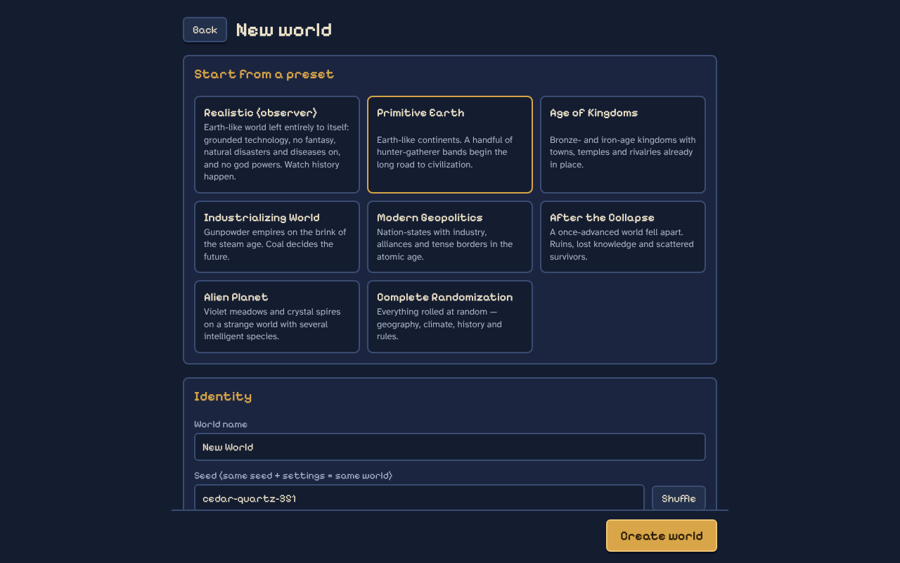 Back
New world
Start from a preset
Realistic (observer)
Earth-like world left entirely to itself:
grounded technology, no fantasy,
natural disasters and diseases on,
and no god powers. Watch history
happen.
Primitive Earth
Earth-like continents. A handful of
hunter-gatherer bands begin the
long road to civilization.
Age of Kingdoms
Bronze- and iron-age kingdoms with
towns, temples and rivalries already
in place.
Industrializing World
Gunpowder empires on the brink of
the steam age. Coal decides the
future.
Modern Geopolitics
Nation-states with industry,
alliances and tense borders in the
atomic age.
After the Collapse
A once-advanced world fell apart.
Ruins, lost knowledge and scattered
survivors.
Alien Planet
Violet meadows and crystal spires
on a strange world with several
intelligent species.
Complete Randomization
Everything rolled at random —
geography, climate, history and
rules.
Identity
World name
New World
Seed (same seed + settings = same world)
cedar-quartz-391
Shuffle
Create world